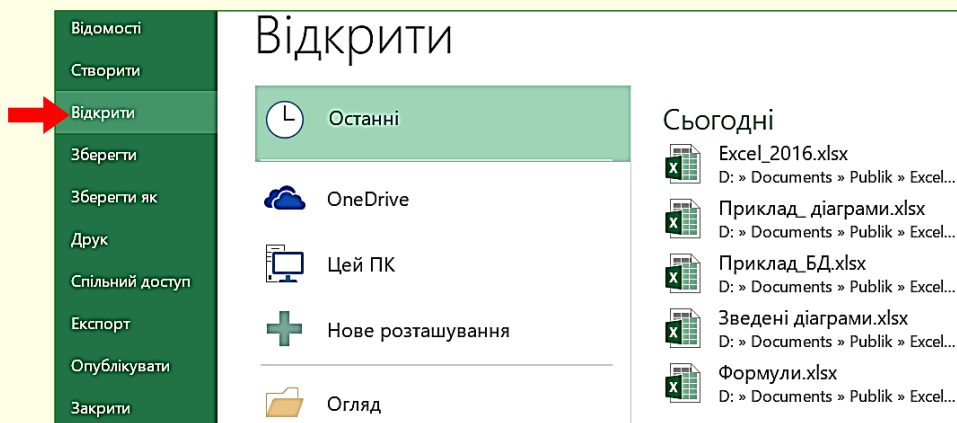 Відомості
Створити
Відкрити
Зберегти
Зберегти як
Друк
Спільний доступ
Експорт
Опублікувати
Закрити
Відкрити
Останні
OneDrive
Цей ПК
Нове розташування
Огляд
Сьогодні
Excel_2016.xlsx
D: » Documents » Publik » Excel...
Приклад_ діаграми.xlsx
D: » Documents » Publik » Excel...
Приклад_БД.xlsx
D: » Documents » Publik » Excel...
Зведені діаграми.xlsx
D: » Documents » Publik » Excel...
Формули.xlsx
D: » Documents » Publik » Excel...